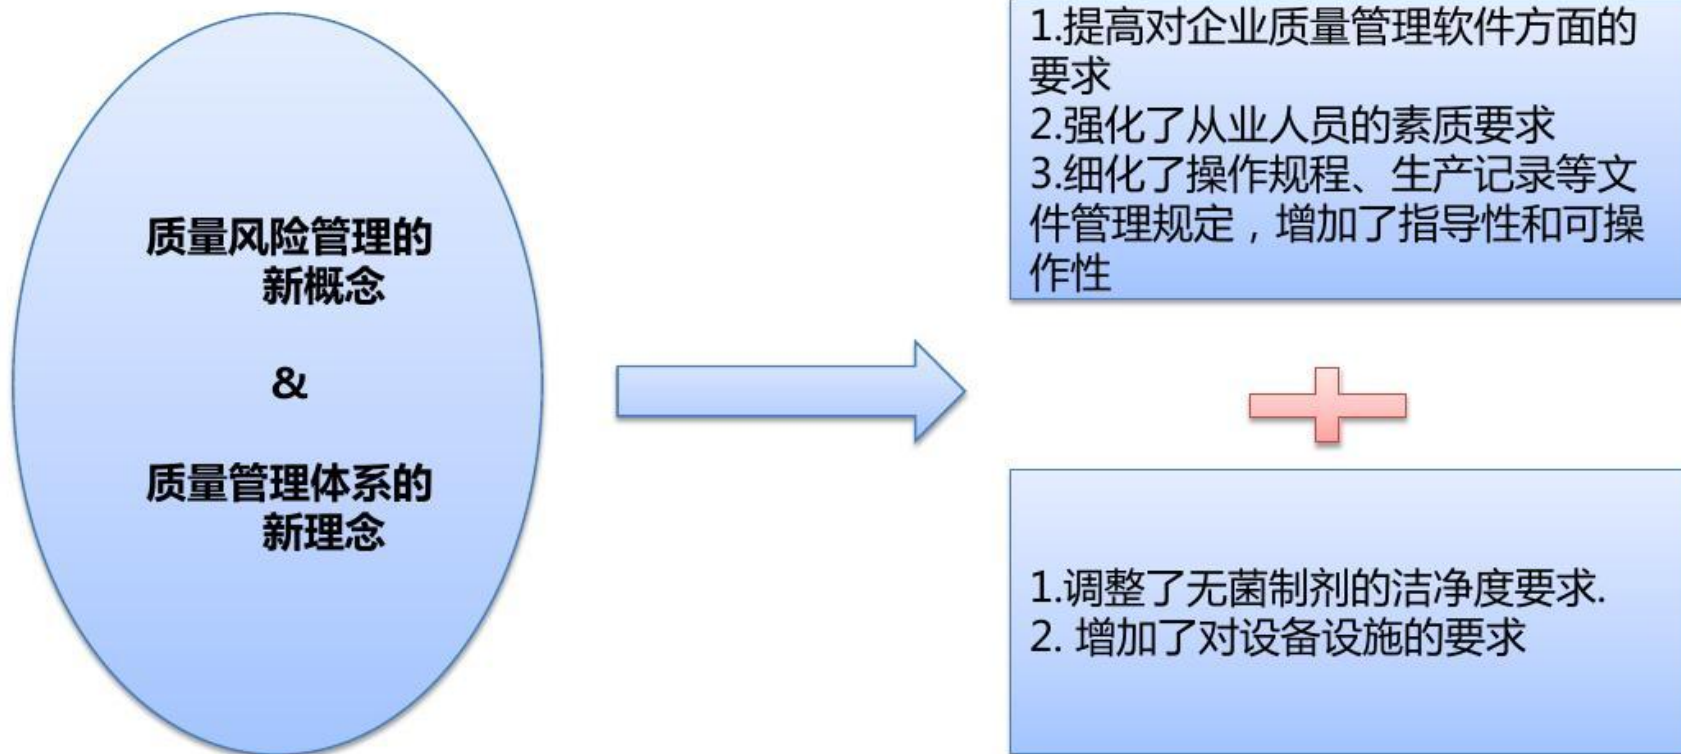 质量风险管理的
新概念
&
质量管理体系的
新理念
1.提高对企业质量管理软件方面的
要求
2.强化了从业人员的素质要求
3.细化了操作规程、生产记录等文
件管理规定，增加了指导性和可操
作性
1.调整了无菌制剂的洁净度要求.
2. 增加了对设备设施的要求